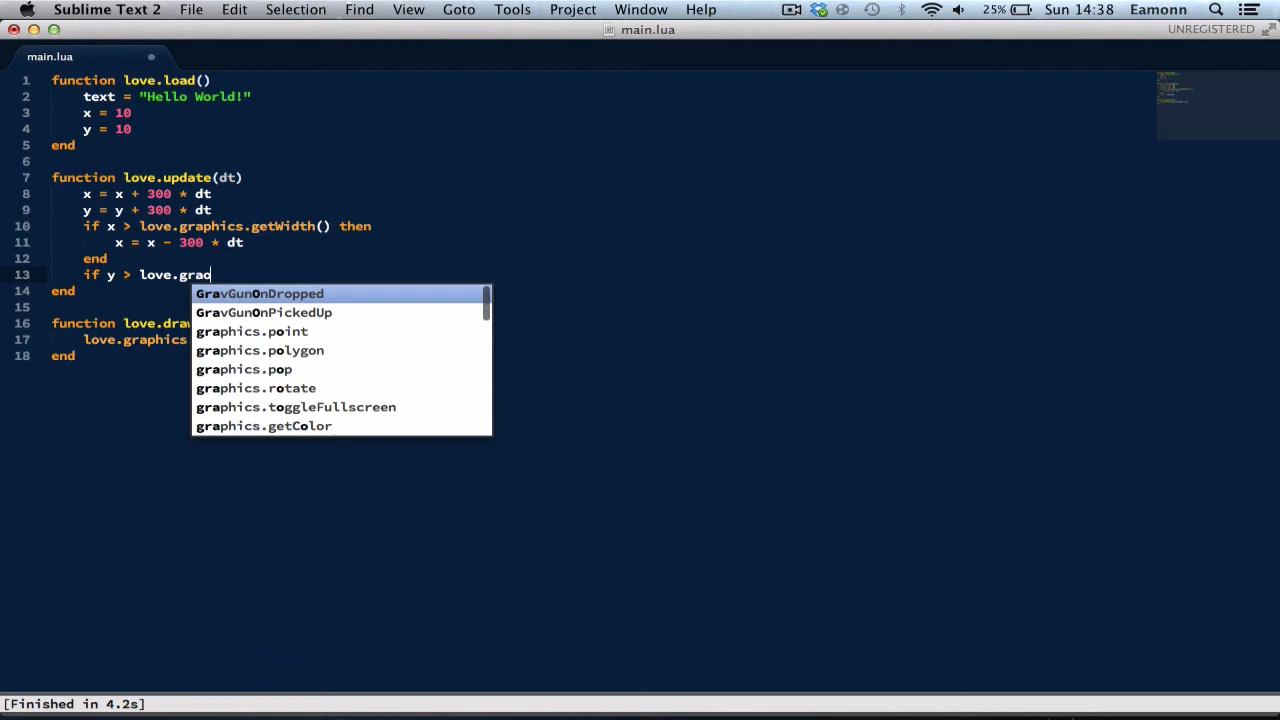 Sublime Text 2 File Edit Selection Find View Goto Tools Project Window Help 25% Sun 14:38 Eamonn
main.lua UNREGISTERED
main.lua
1 function love.load()
2 text = "Hello World!"
3 x = 10
4 y = 10
5 end
6
7 function love.update(dt)
8 x = x + 300 * dt
9 y = y + 300 * dt
10 if x > love.graphics.getWidth() then
11 x = x - 300 * dt
12 end
13 if y > love.grao
14 end
15
16 function love.dra
17 love.graphics
18 end
GravGunOnDropped
GravGunOnPickedUp
graphics.point
graphics.polygon
graphics.pop
graphics.rotate
graphics.toggleFullscreen
graphics.getColor
[Finished in 4.2s]